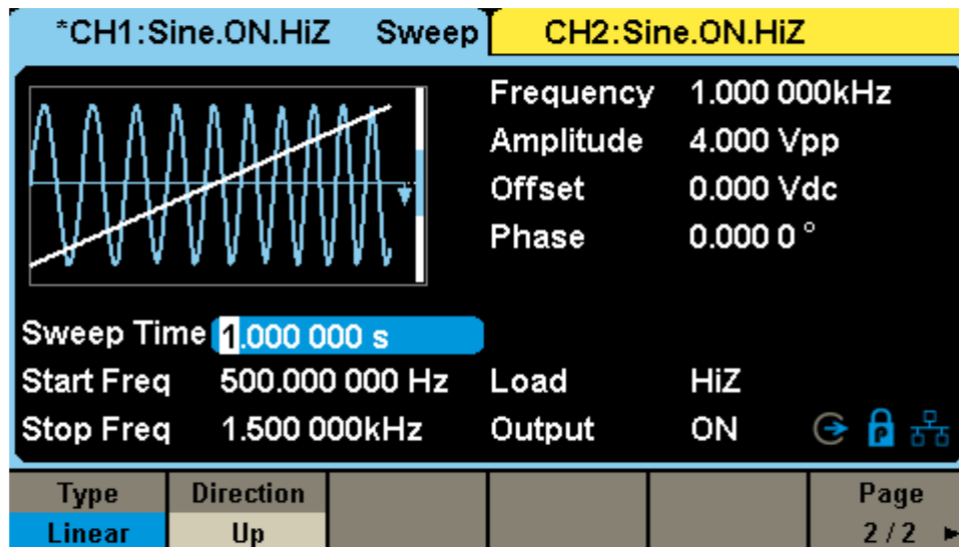 *CH1:Sine.ON.HiZ Sweep CH2:Sine.ON.HiZ
Frequency 1.000 000kHz
Amplitude 4.000 Vpp
Offset 0.000 Vdc
Phase 0.000 0 °
Sweep Time 1.000 000 s
Start Freq 500.000 000 Hz Load HiZ
Stop Freq 1.500 000kHz Output ON P
Type Direction Page
Linear Up 2 / 2 ►